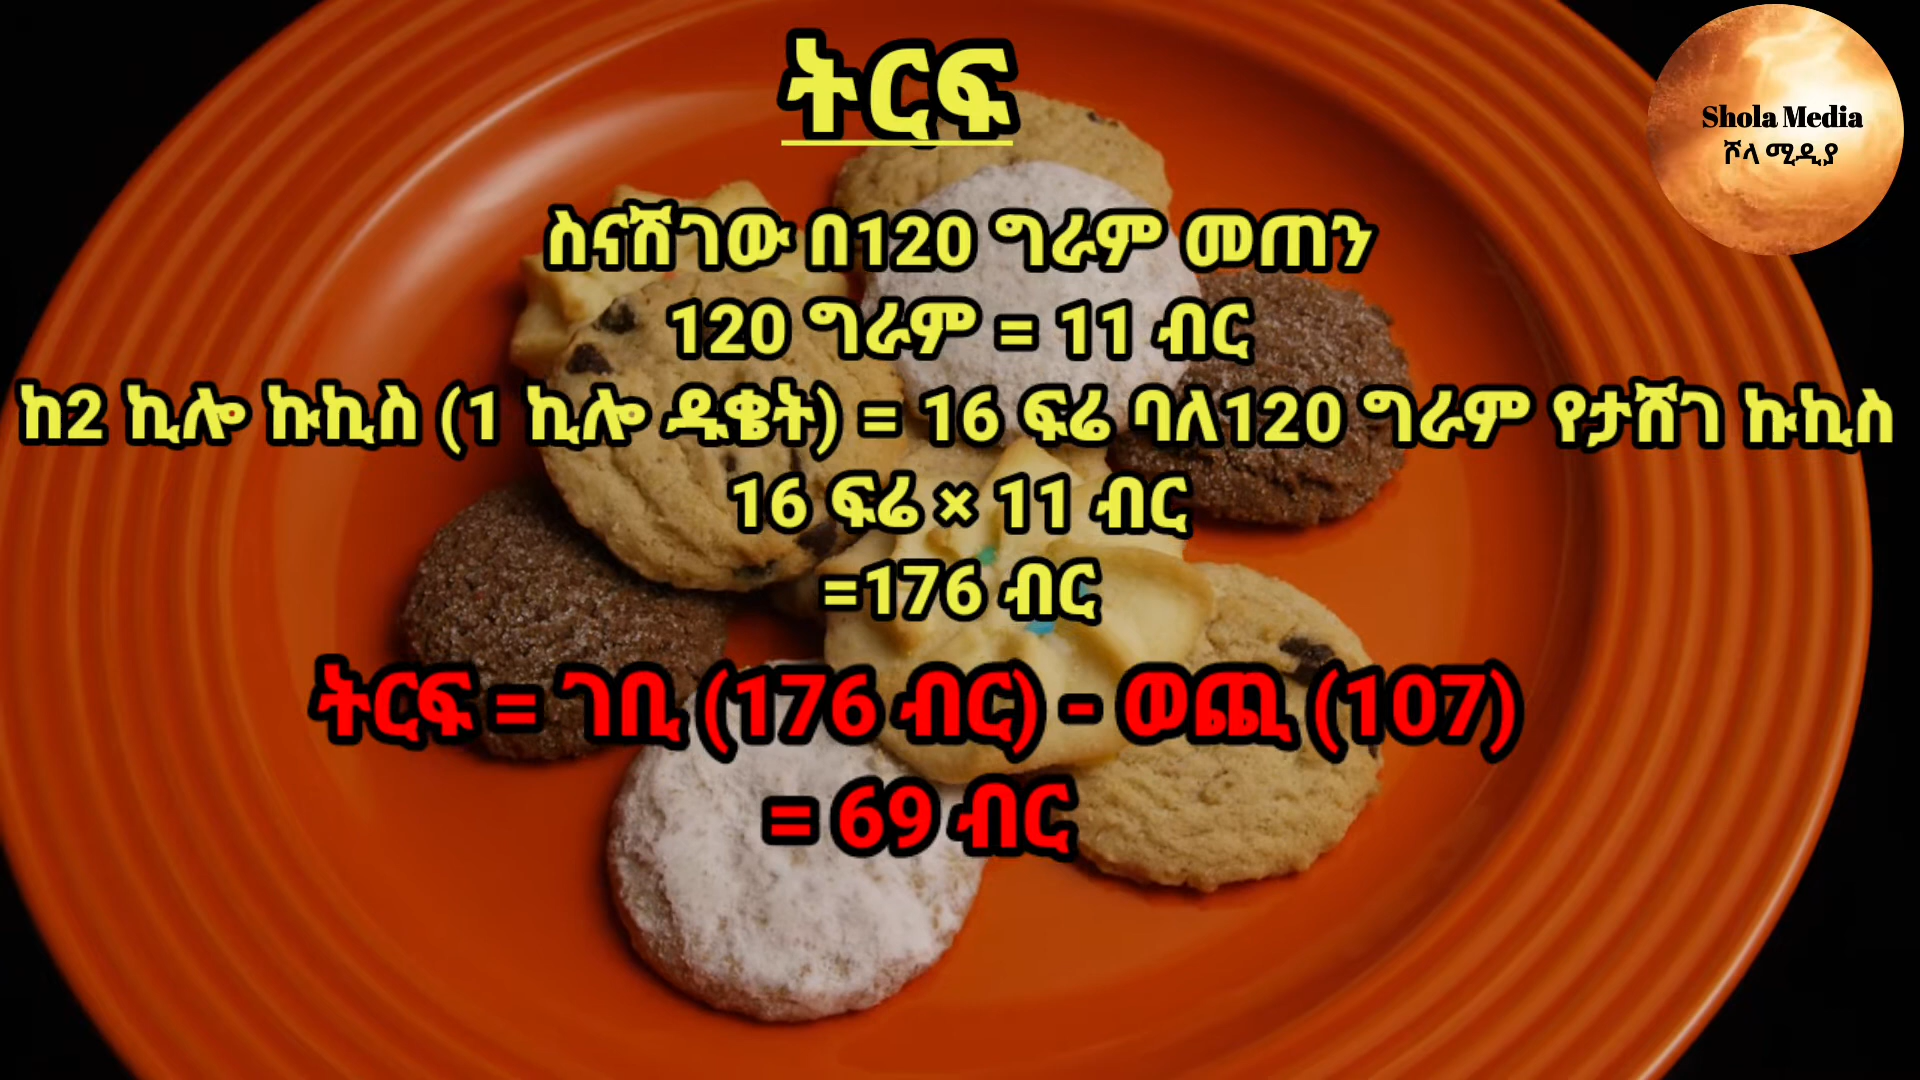 ትርፍ
Shola Media
ሾላ ሚዲያ
ስናሽገው በ120 ግራም መጠን
120 ግራም = 11 ብር
ከ2 ኪሎ ኩኪስ (1 ኪሎ ዱቄት) = 16 ፍሬ ባለ120 ግራም የታሸገ ኩኪስ
16 ፍሬ × 11 ብር
=176 ብር
ትርፍ = ገቢ (176 ብር) - ወጪ (107)
= 69 ብር